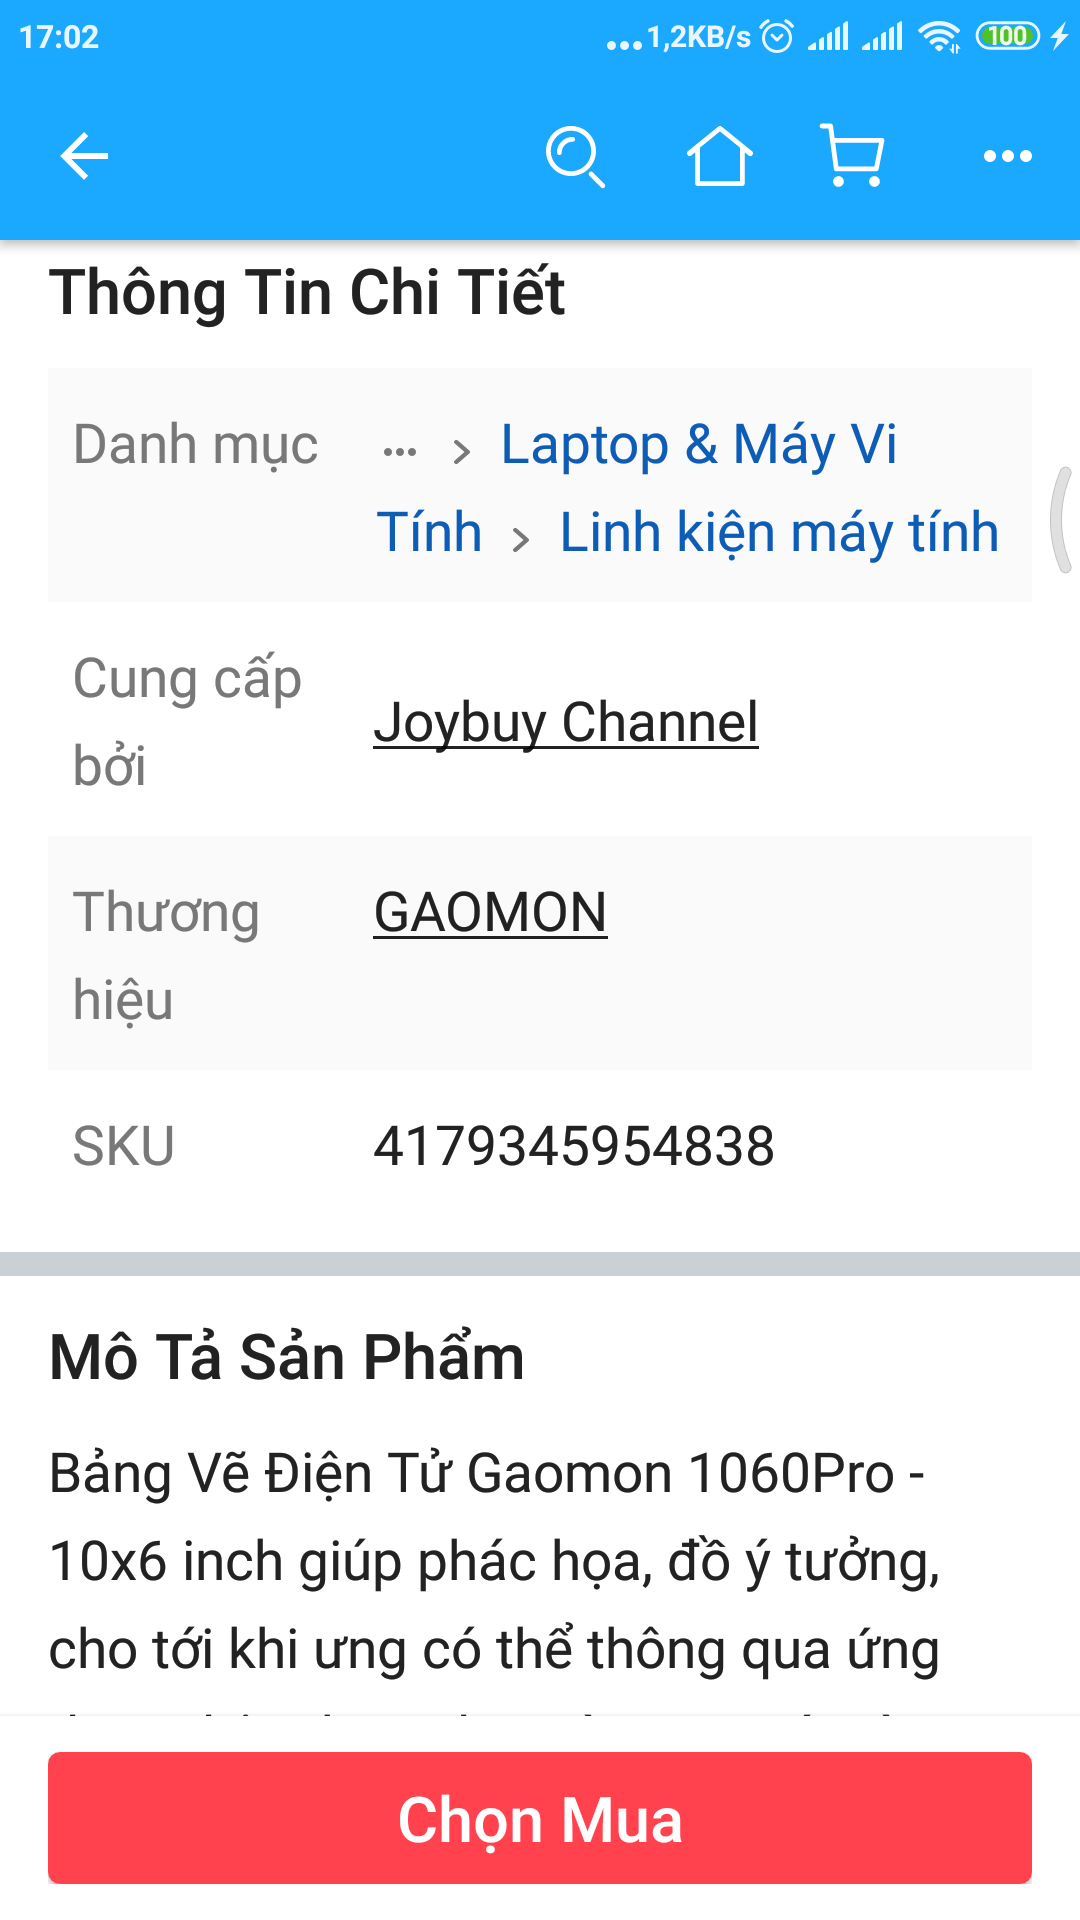 17:02 ...1,2KB/s 100
Thông Tin Chi Tiết
Danh mục ... > Laptop & Máy Vi
Tính > Linh kiện máy tính
Cung cấp
bởi
Joybuy Channel
Thương GAOMON
hiệu
SKU 4179345954838
Mô Tả Sản Phẩm
Bảng Vẽ Điện Tử Gaomon 1060Pro -
10x6 inch giúp phác họa, đồ ý tưởng,
cho tới khi ưng có thể thông qua ứng
Chọn Mua